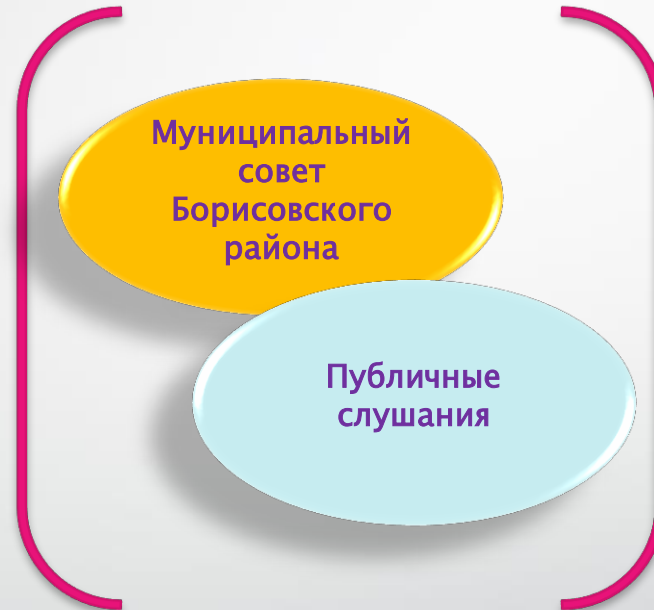 Муниципальный
совет
Борисовского
района
Публичные
слушания